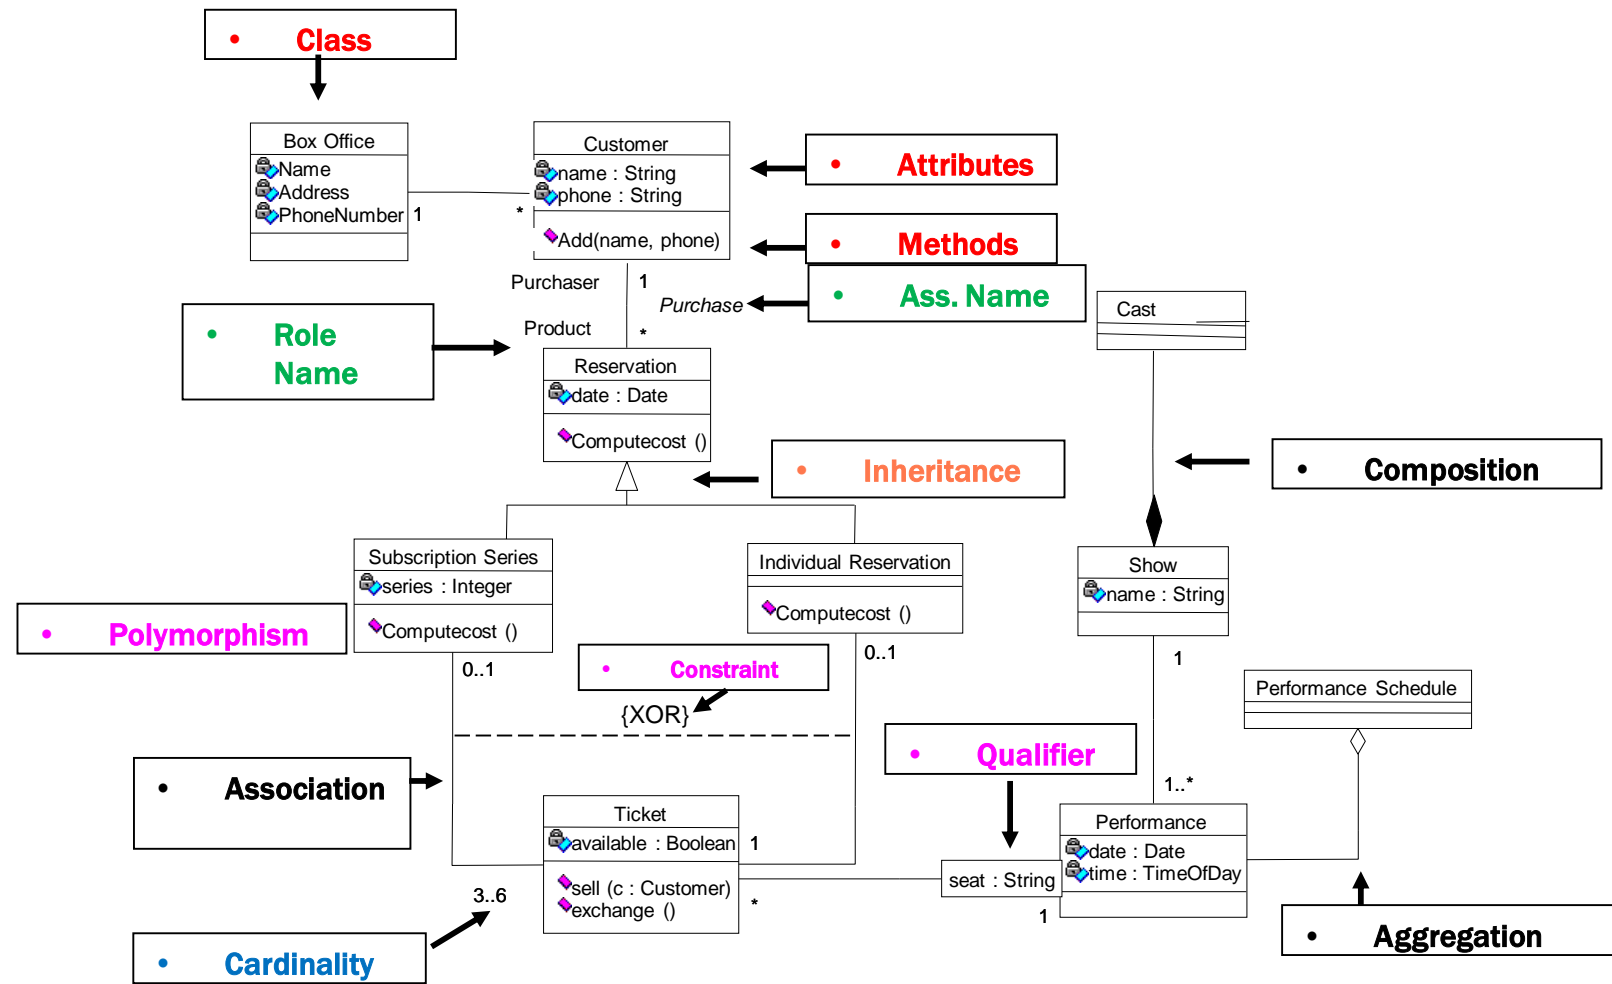 • Class
Box Office
Name
Address
PhoneNumber
1
*
Customer
name : String
phone : String
Add(name, phone)
• Attributes
• Methods
Purchaser
1
Purchase
• Ass. Name
• Role
Name
Product
*
Cast
Reservation
date : Date
Computecost ()
• Inheritance
• Composition
Subscription Series
series : Integer
Computecost ()
Individual Reservation
Computecost ()
Show
name : String
• Polymorphism
0..1
• Constraint
0..1
{XOR}
1
Performance Schedule
• Qualifier
• Association
1..*
Ticket
available : Boolean
1
sell (c : Customer)
exchange ()
3..6
*
seat : String
1
Performance
date : Date
time : TimeOfDay
• Cardinality
• Aggregation